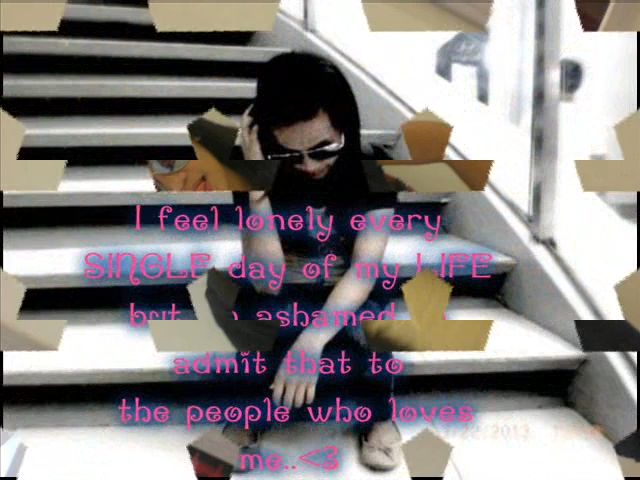 I feel lonely every
SINGLE day of my LIFE
but ashamed
admit that to
the people who loves
me..<3